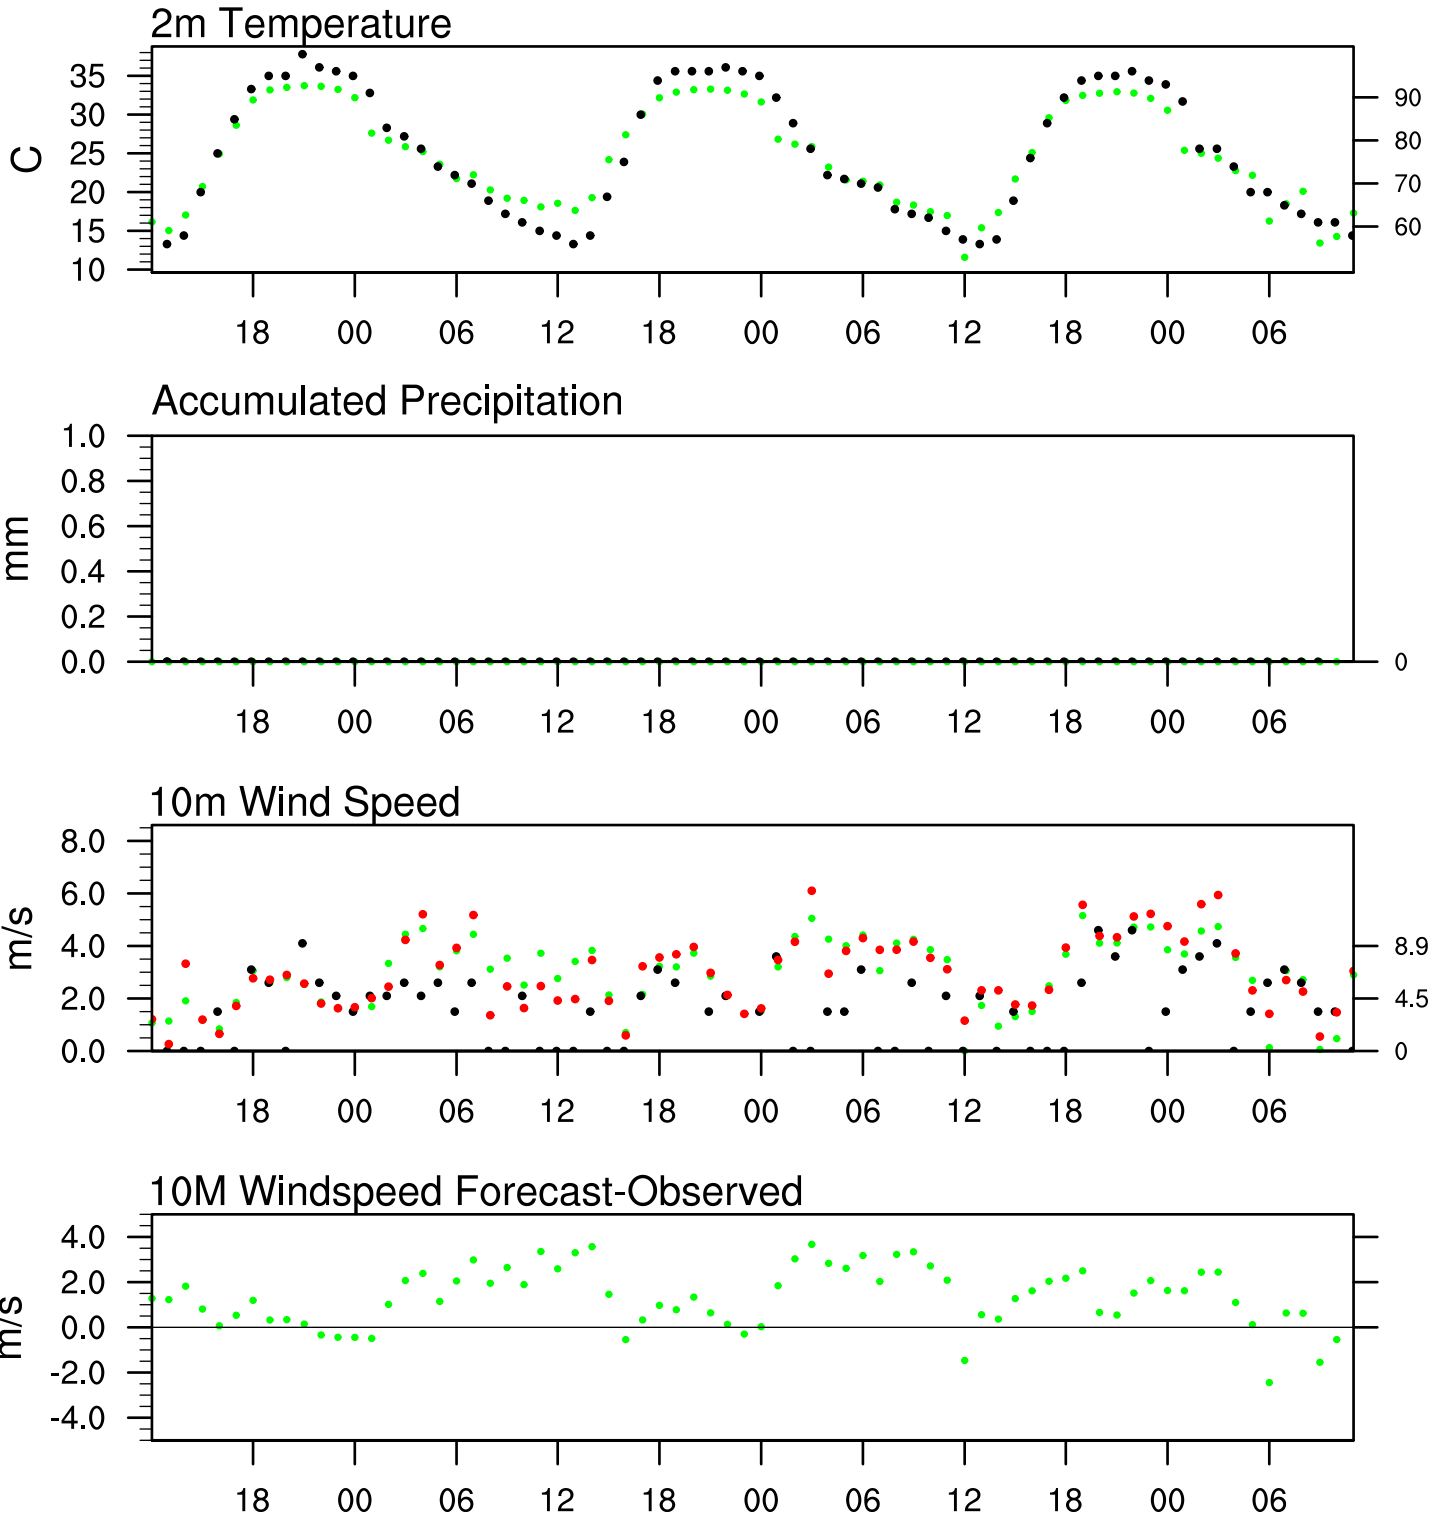 2m Temperature
C
35
30
25
20
15
10
90
80
70
60
18 00 06 12 18 00 06 12 18 00 06
Accumulated Precipitation
mm
1.0
0.8
0.6
0.4
0.2
0.0
0
18 00 06 12 18 00 06 12 18 00 06
10m Wind Speed
m/s
8.0
6.0
4.0
2.0
0.0
8.9
4.5
0
18 00 06 12 18 00 06 12 18 00 06
10M Windspeed Forecast-Observed
m/s
4.0
2.0
0.0
-2.0
-4.0
18 00 06 12 18 00 06 12 18 00 06